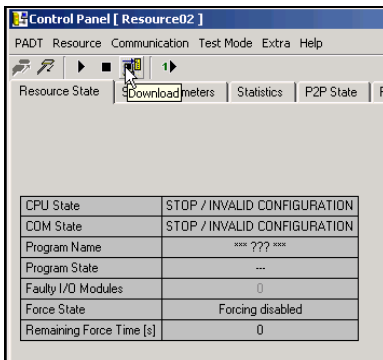 Control Panel [ Resource02 ]
PADT Resource Communication Test Mode Extra Help
1
Resource State S meters Statistics P2P State
Download
CPU State STOP / INVALID CONFIGURATION
COM State STOP / INVALID CONFIGURATION
Program Name *** ??? ***
Program State ---
Faulty I/O Modules 0
Force State Forcing disabled
Remaining Force Time [s] 0